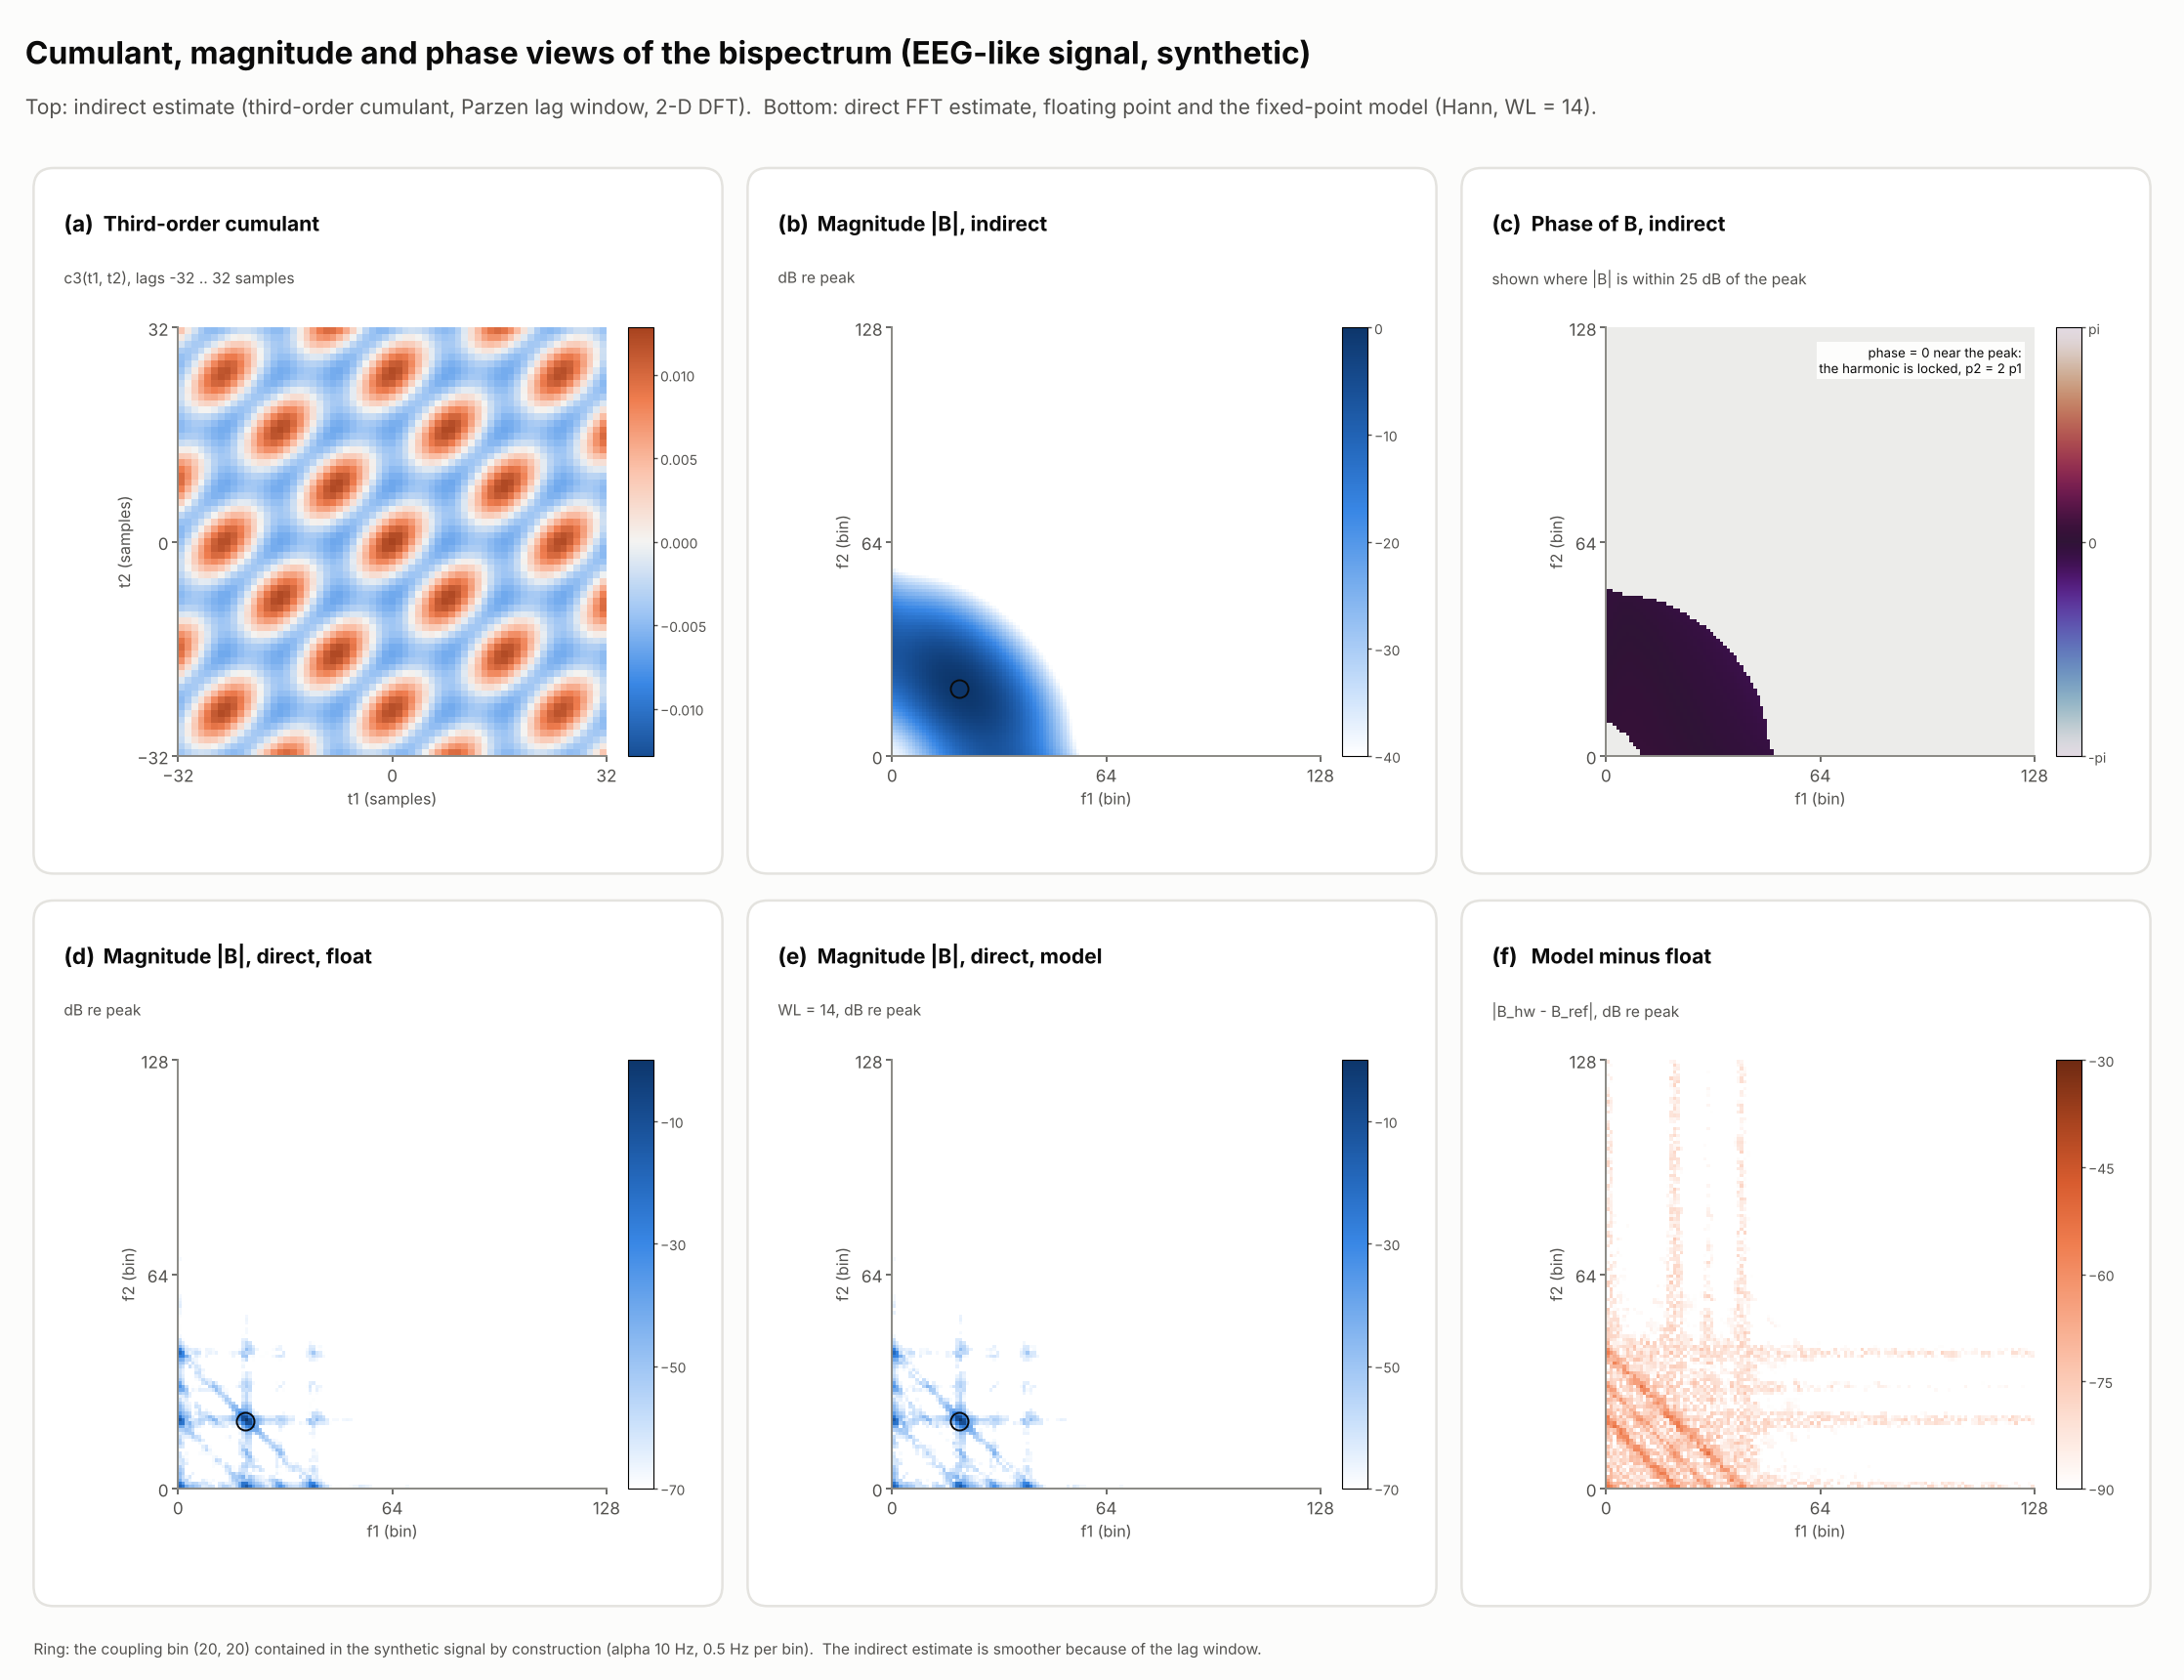 Cumulant, magnitude and phase views of the bispectrum (EEG-like signal, synthetic)
Top: indirect estimate (third-order cumulant, Parzen lag window, 2-D DFT).  Bottom: direct FFT estimate, floating point and the fixed-point model (Hann, WL = 14).
(a) Third-order cumulant
c3(t1, t2), lags -32 .. 32 samples
32
0
−32
−32
0
32
t2 (samples)
t1 (samples)
0.010
0.005
0.000
−0.005
−0.010
(b) Magnitude |B|, indirect
dB re peak
128
64
0
0
64
128
f2 (bin)
f1 (bin)
0
−10
−20
−30
−40
(c) Phase of B, indirect
shown where |B| is within 25 dB of the peak
phase = 0 near the peak:
the harmonic is locked, p2 = 2 p1
128
64
0
0
64
128
f2 (bin)
f1 (bin)
pi
0
-pi
(d) Magnitude |B|, direct, float
dB re peak
128
64
0
0
64
128
f2 (bin)
f1 (bin)
−10
−30
−50
−70
(e) Magnitude |B|, direct, model
WL = 14, dB re peak
128
64
0
0
64
128
f2 (bin)
f1 (bin)
−10
−30
−50
−70
(f) Model minus float
|B_hw - B_ref|, dB re peak
128
64
0
0
64
128
f2 (bin)
f1 (bin)
−30
−45
−60
−75
−90
Ring: the coupling bin (20, 20) contained in the synthetic signal by construction (alpha 10 Hz, 0.5 Hz per bin).  The indirect estimate is smoother because of the lag window.